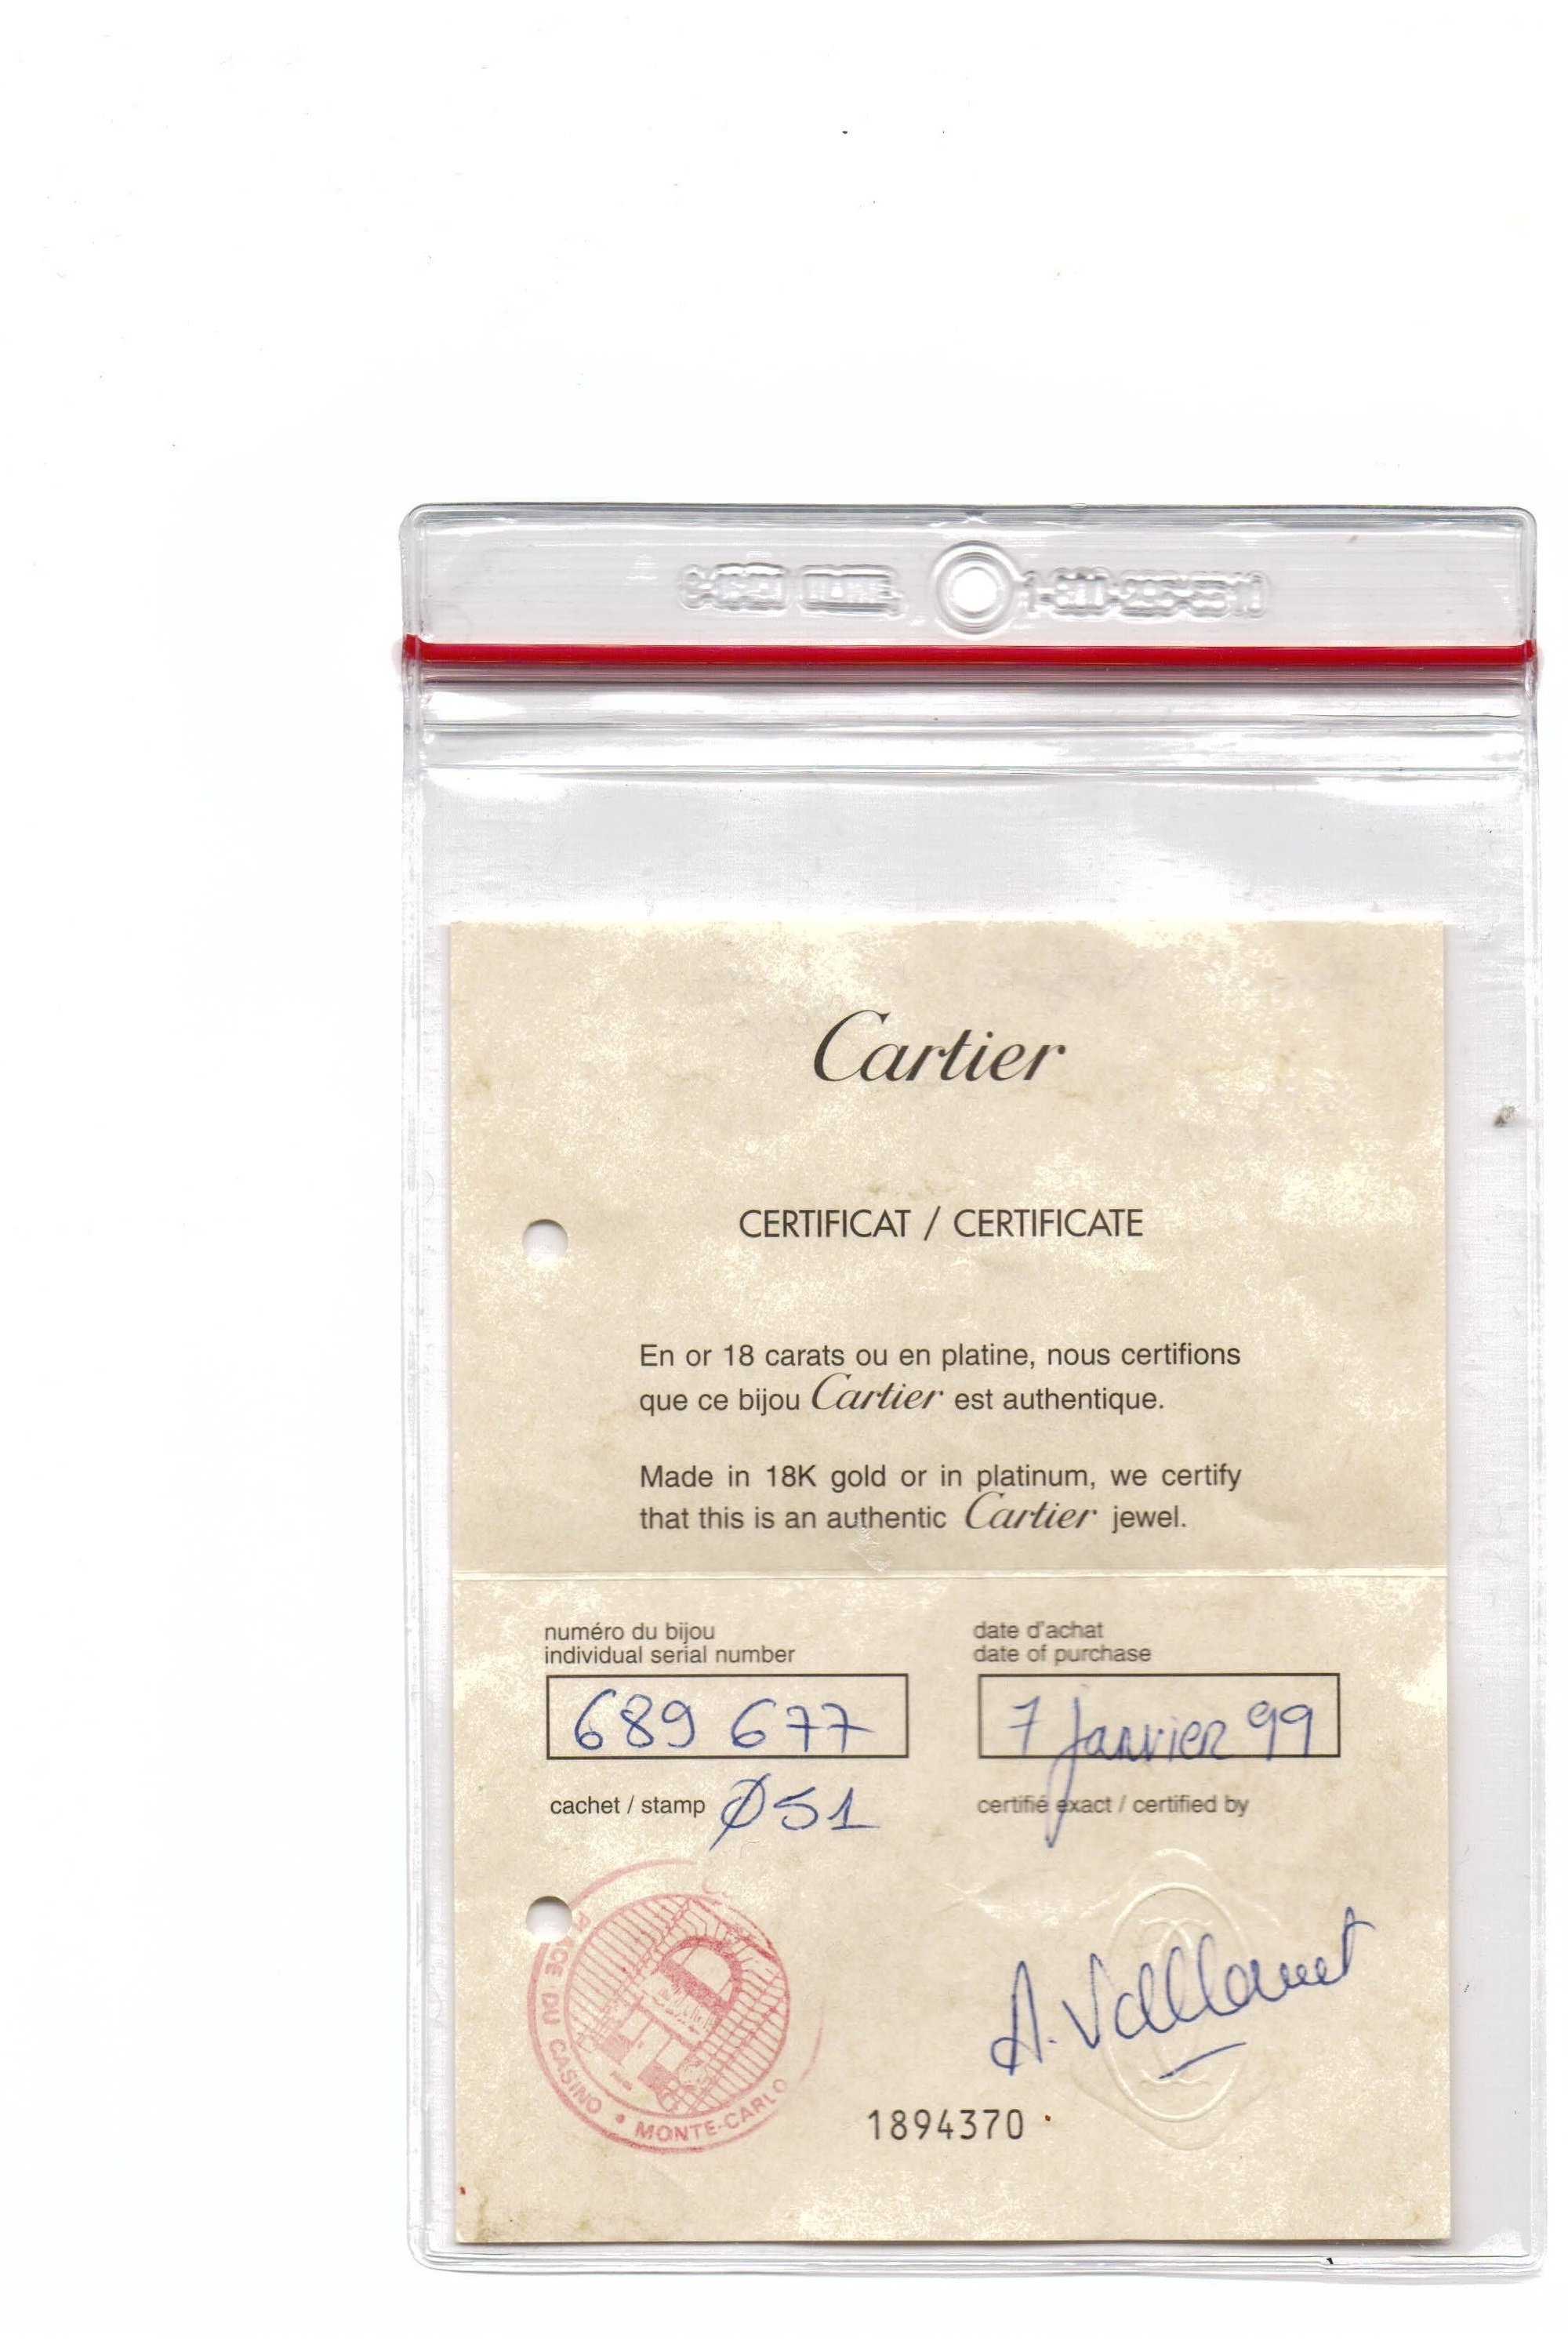 Cartier
CERTIFICAT / CERTIFICATE
En or 18 carats ou en platine, nous certifions
que ce bijou Cartier est authentique.
Made in 18K gold or in platinum, we certify
that this is an authentic Cartier jewel.
numéro du bijou
individual serial number
689 677
date d'achat
date of purchase
7 janvier 99
cachet / stamp Ø51
certifié exact / certified by
PLACE DU CASINO • MONTE-CARLO
1894370